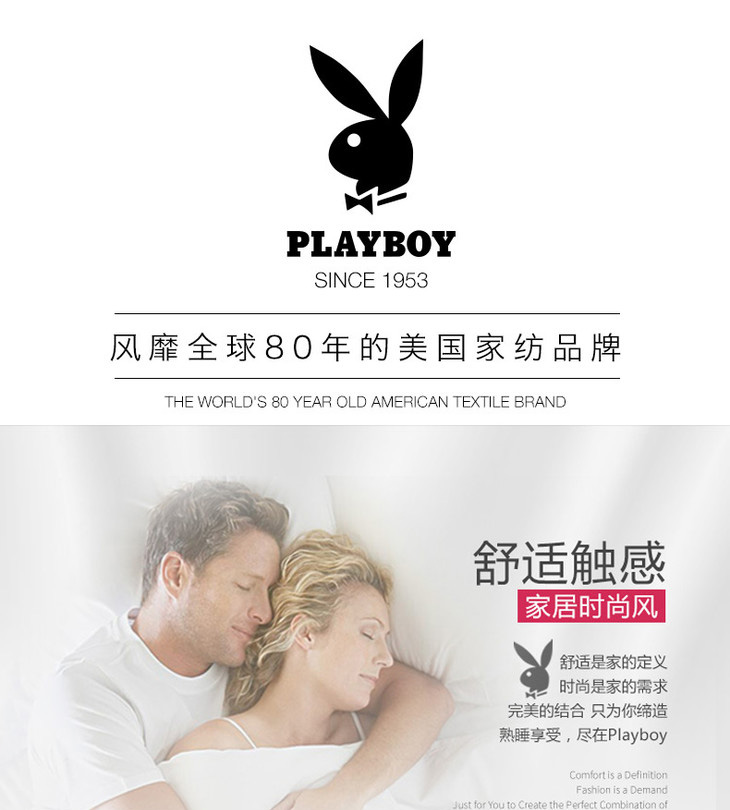 PLAYBOY
SINCE 1953
风靡全球80年的美国家纺品牌
THE WORLD'S 80 YEAR OLD AMERICAN TEXTILE BRAND
舒适触感
家居时尚风
舒适是家的定义
时尚是家的需求
完美的结合 只为你缔造
熟睡享受，尽在Playboy
Comfort is a Definition
Fashion is a Demand
Just for You to Create the Perfect Combination of